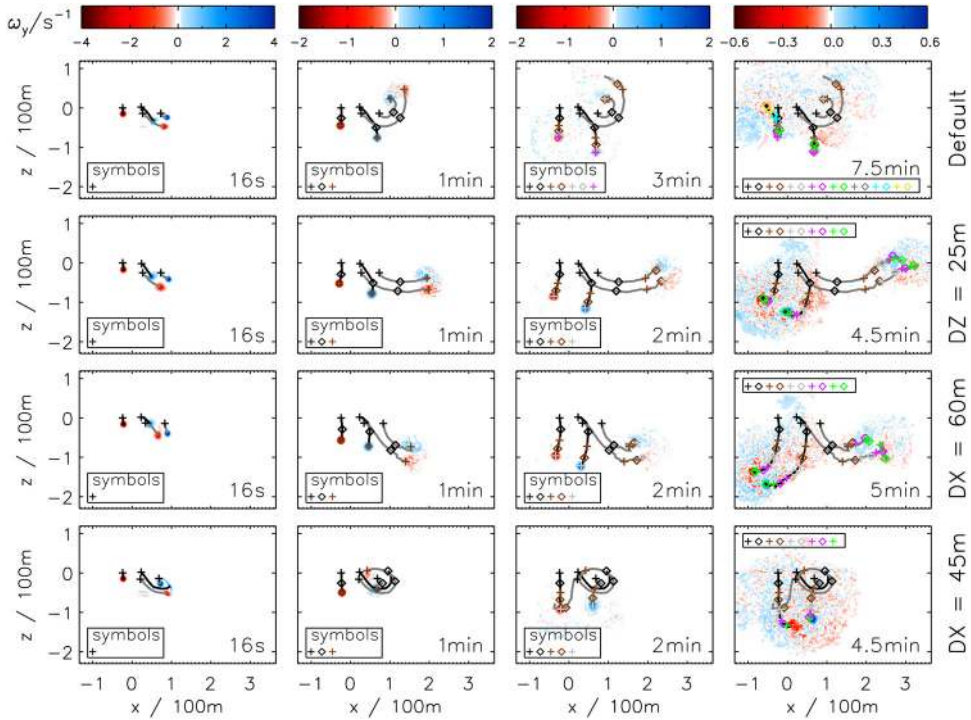 ωy/s⁻¹
−4 −2 0 2 4
−2 −1 0 1 2
−2 −1 0 1 2
−0.6 −0.3 0.0 0.3 0.6
z / 100m
1
0
−1
−2
symbols
16s
symbols
1min
symbols
3min
7.5min
Default
z / 100m
1
0
−1
−2
symbols
16s
symbols
1min
symbols
2min
4.5min
DZ = 25m
z / 100m
1
0
−1
−2
symbols
16s
symbols
1min
symbols
2min
5min
DX = 60m
z / 100m
1
0
−1
−2
symbols
16s
symbols
1min
symbols
2min
4.5min
DX = 45m
−1 0 1 2 3
−1 0 1 2 3
−1 0 1 2 3
−1 0 1 2 3
x / 100m
x / 100m
x / 100m
x / 100m